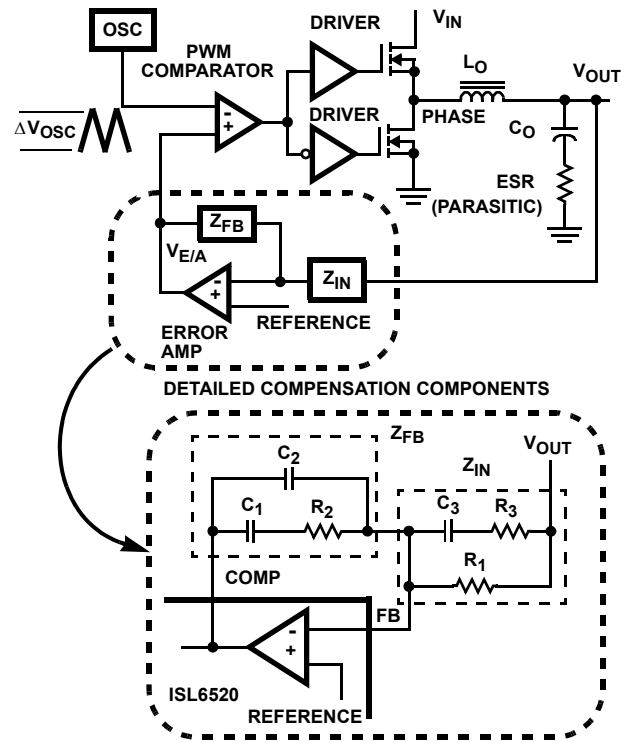 OSC
PWM
COMPARATOR
DRIVER
V_IN
- +
DRIVER
PHASE
L_O
V_OUT
ΔV_OSC
C_O
ESR
(PARASITIC)
Z_FB
V_E/A
- +
Z_IN
REFERENCE
ERROR
AMP
DETAILED COMPENSATION COMPONENTS
Z_FB
V_OUT
C_2
Z_IN
C_1
R_2
C_3
R_3
R_1
COMP
FB
- +
ISL6520
REFERENCE